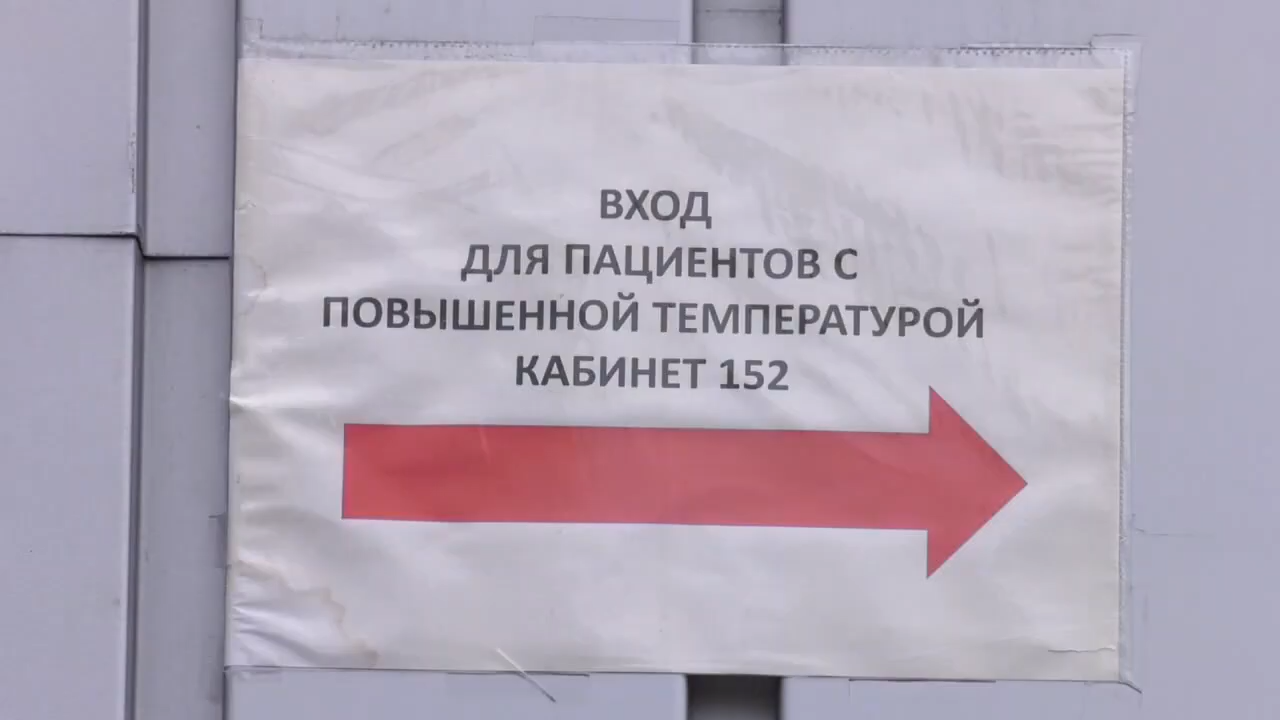 ВХОД
ДЛЯ ПАЦИЕНТОВ С
ПОВЫШЕННОЙ ТЕМПЕРАТУРОЙ
КАБИНЕТ 152